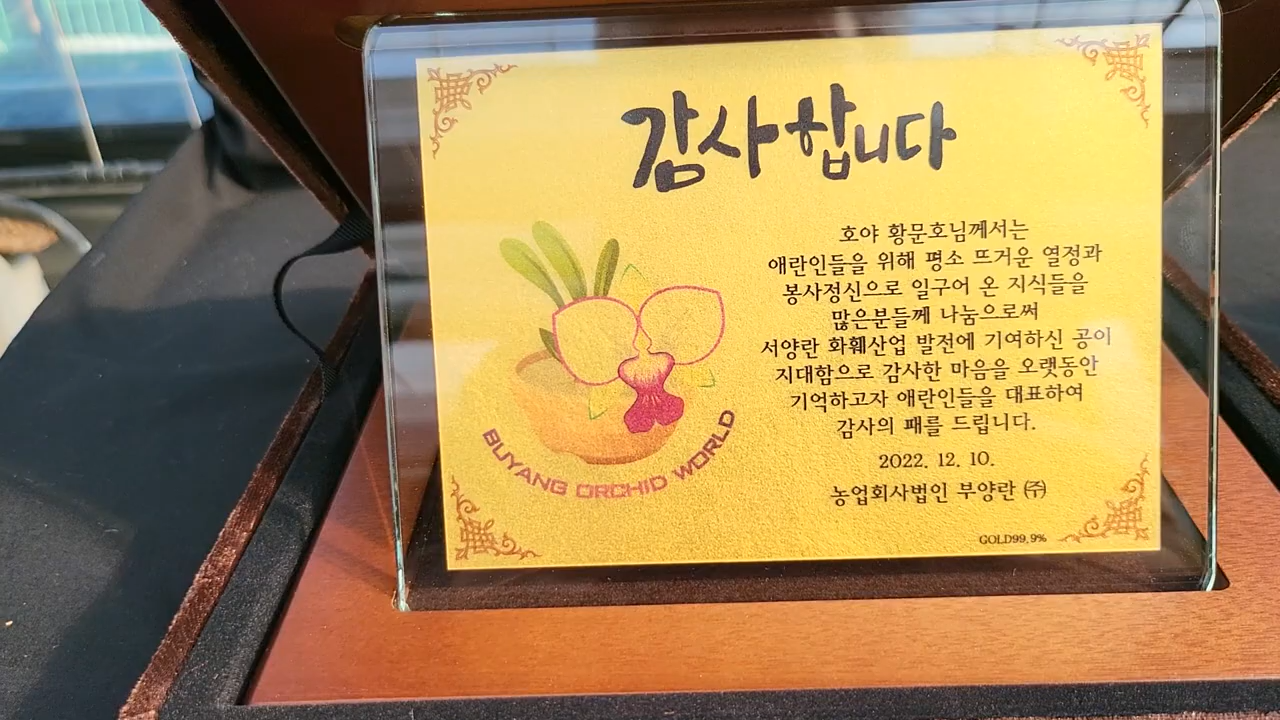 감사합니다
호야 황문호님께서는
애란인들을 위해 평소 뜨거운 열정과
봉사정신으로 일구어 온 지식들을
많은분들께 나눔으로써
서양란 화훼산업 발전에 기여하신 공이
지대함으로 감사한 마음을 오랫동안
기억하고자 애란인들을 대표하여
감사의 패를 드립니다.
2022. 12. 10.
농업회사법인 부양란 ㈜
BUYANG ORCHID WORLD
GOLD99,9%